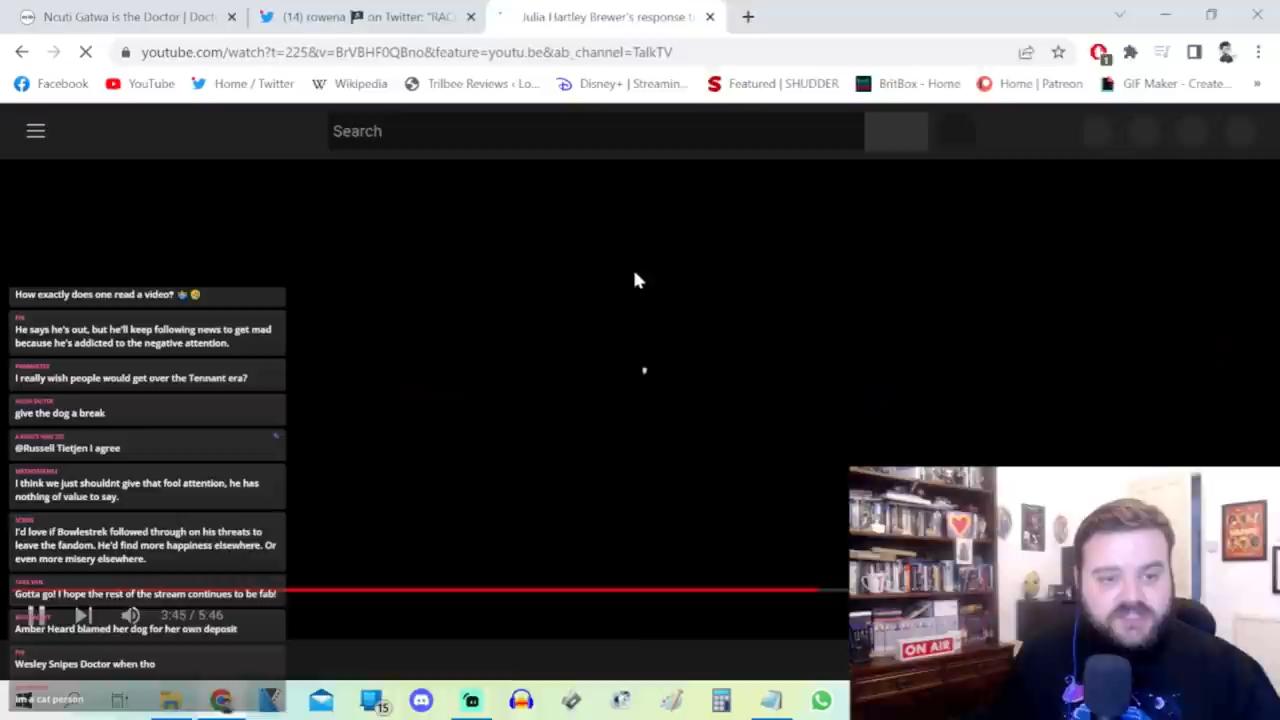 Ncuti Gatwa is the Doctor | Doct
(14) rowena 🏴 on Twitter: "RAC
Julia Hartley Brewer's response t
youtube.com/watch?t=225&v=BrVBHF0QBno&feature=youtu.be&ab_channel=TalkTV
1
Facebook
YouTube
Home / Twitter
Wikipedia
Trilbee Reviews ‹ Lo...
Disney+ | Streamin...
Featured | SHUDDER
BritBox - Home
Home | Patreon
GIF Maker - Create...
»
Search
How exactly does one read a video?
He says he's out, but he'll keep following news to get mad
because he's addicted to the negative attention.
I really wish people would get over the Tennant era?
give the dog a break
@Russell Tietjen I agree
I think we just shouldnt give that fool attention, he has
nothing of value to say.
I'd love if Bowlestrek followed through on his threats to
leave the fandom. He'd find more happiness elsewhere. Or
even more misery elsewhere.
Gotta go! I hope the rest of the stream continues to be fab!
3:45 / 5:46
Amber Heard blamed her dog for her own deposit
Wesley Snipes Doctor when tho
Im a cat person
15
ON AIR